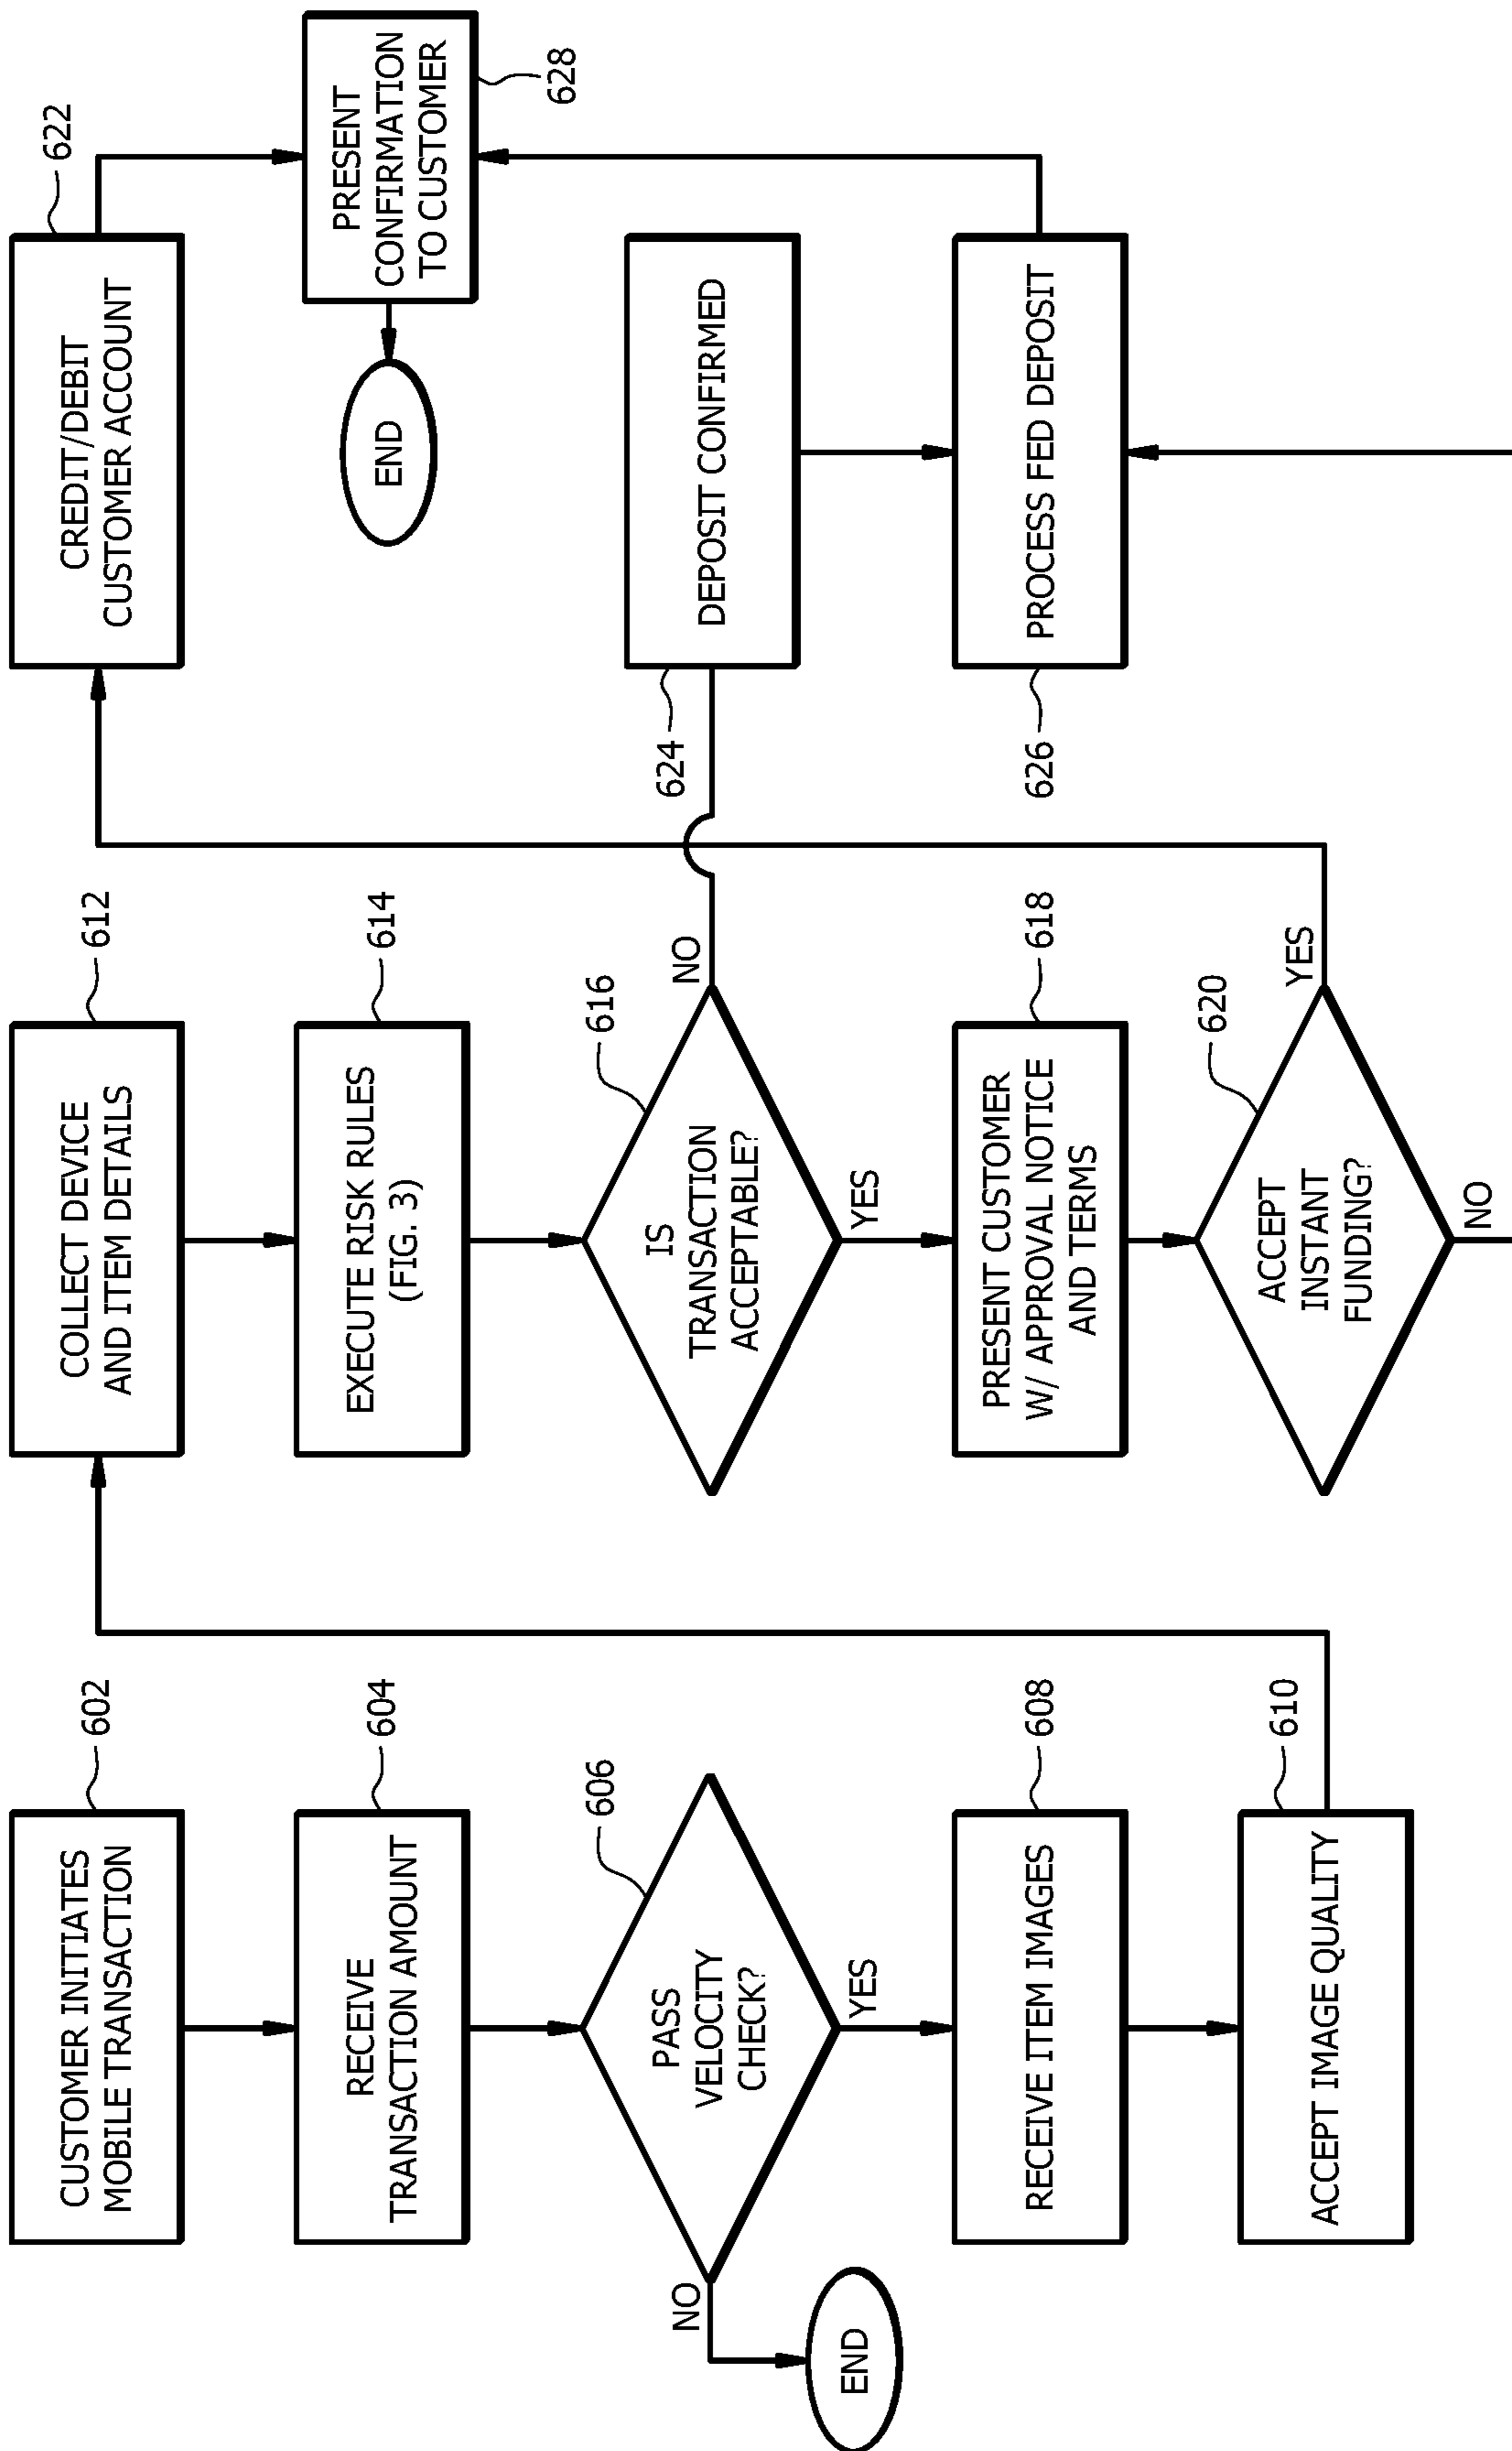 CUSTOMER INITIATES
MOBILE TRANSACTION
602
RECEIVE
TRANSACTION AMOUNT
604
PASS
VELOCITY
CHECK?
606
NO
END
YES
RECEIVE ITEM IMAGES
608
ACCEPT IMAGE QUALITY
610
COLLECT DEVICE
AND ITEM DETAILS
612
EXECUTE RISK RULES
(FIG. 3)
614
IS
TRANSACTION
ACCEPTABLE?
616
NO
YES
PRESENT CUSTOMER
W/ APPROVAL NOTICE
AND TERMS
618
ACCEPT
INSTANT
FUNDING?
620
YES
NO
CREDIT/DEBIT
CUSTOMER ACCOUNT
622
PRESENT
CONFIRMATION
TO CUSTOMER
628
END
DEPOSIT CONFIRMED
624
PROCESS FED DEPOSIT
626